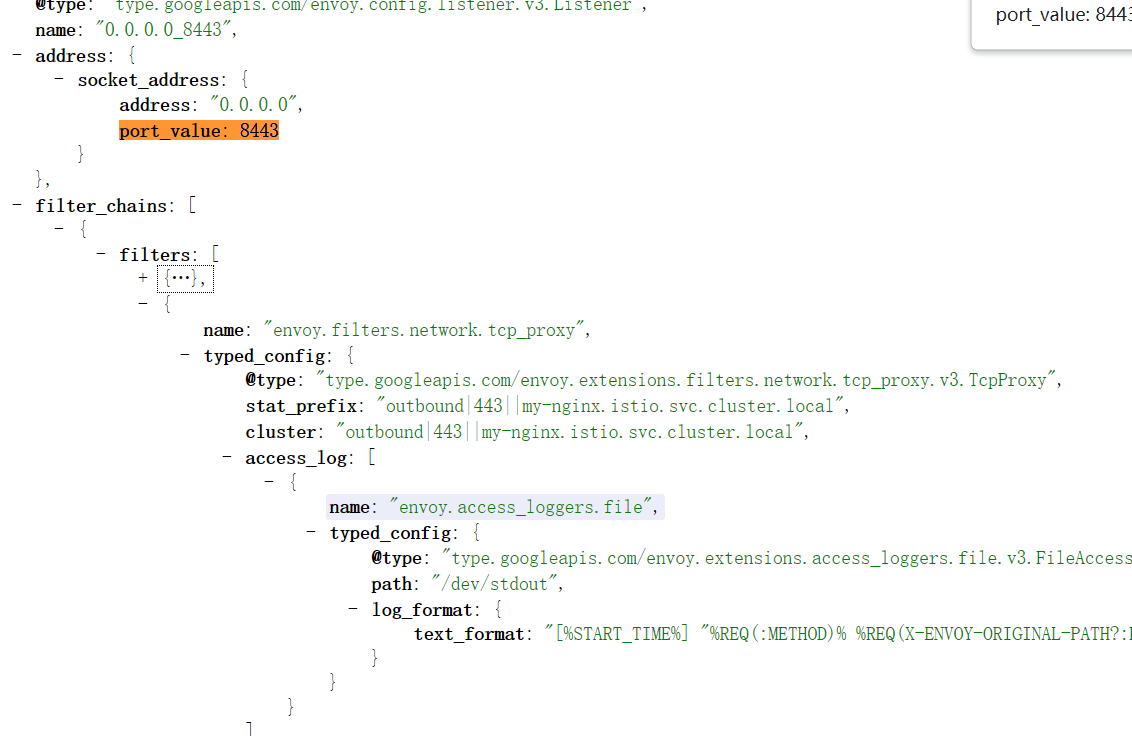 @type: "type.googleapis.com/envoy.config.listener.v3.Listener",
port_value: 8443
name: "0.0.0.0_8443",
- address: {
- socket_address: {
address: "0.0.0.0",
port_value: 8443
}
},
- filter_chains: [
- {
- filters: [
+ {…},
- {
name: "envoy.filters.network.tcp_proxy",
- typed_config: {
@type: "type.googleapis.com/envoy.extensions.filters.network.tcp_proxy.v3.TcpProxy",
stat_prefix: "outbound|443||my-nginx.istio.svc.cluster.local",
cluster: "outbound|443||my-nginx.istio.svc.cluster.local",
- access_log: [
- {
name: "envoy.access_loggers.file",
- typed_config: {
@type: "type.googleapis.com/envoy.extensions.access_loggers.file.v3.FileAccess
path: "/dev/stdout",
- log_format: {
text_format: "[%START_TIME%] "%REQ(:METHOD)% %REQ(X-ENVOY-ORIGINAL-PATH?:
}
}
}
]